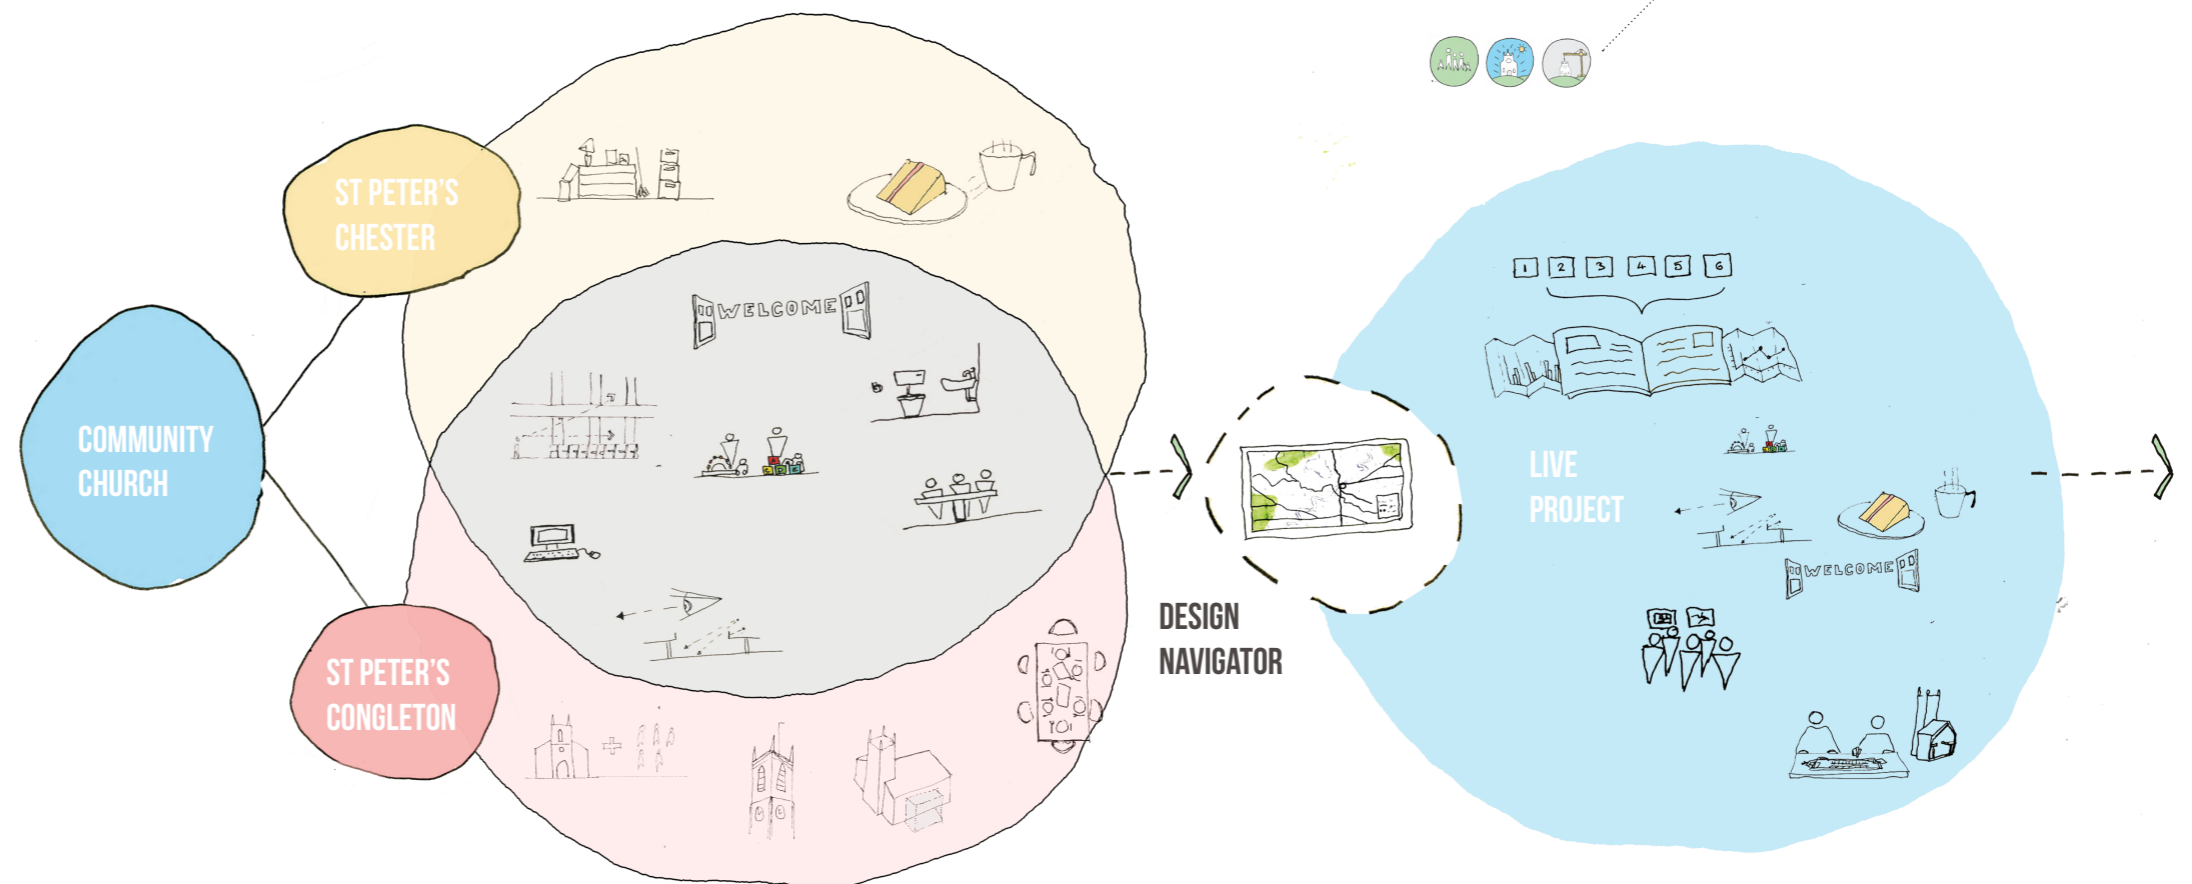 ST PETER'S
CHESTER
COMMUNITY
CHURCH
ST PETER'S
CONGLETON
WELCOME
DESIGN
NAVIGATOR
1 2 3 4 5 6
LIVE
PROJECT
WELCOME